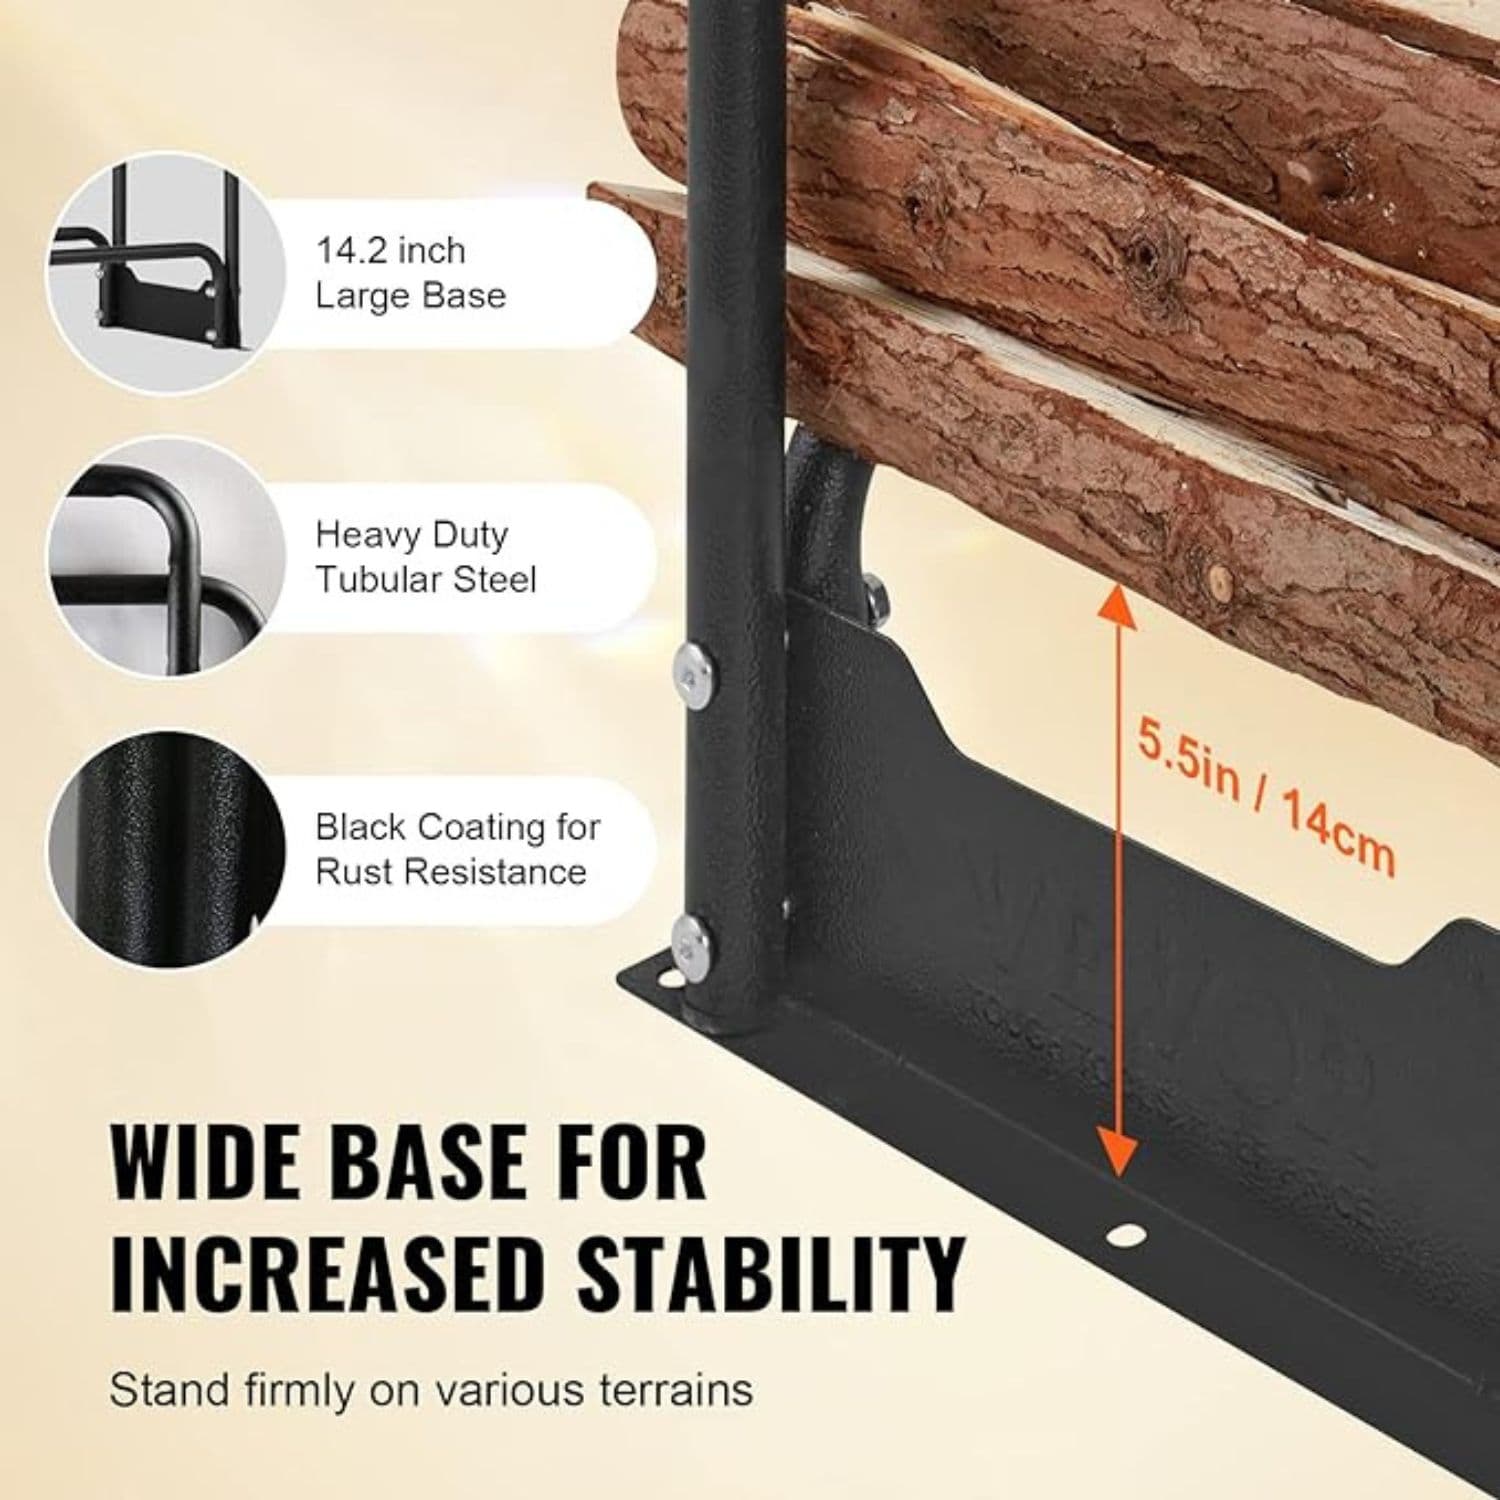 14.2 inch
Large Base
Heavy Duty
Tubular Steel
Black Coating for
Rust Resistance
5.5in / 14cm
WIDE BASE FOR
INCREASED STABILITY
Stand firmly on various terrains